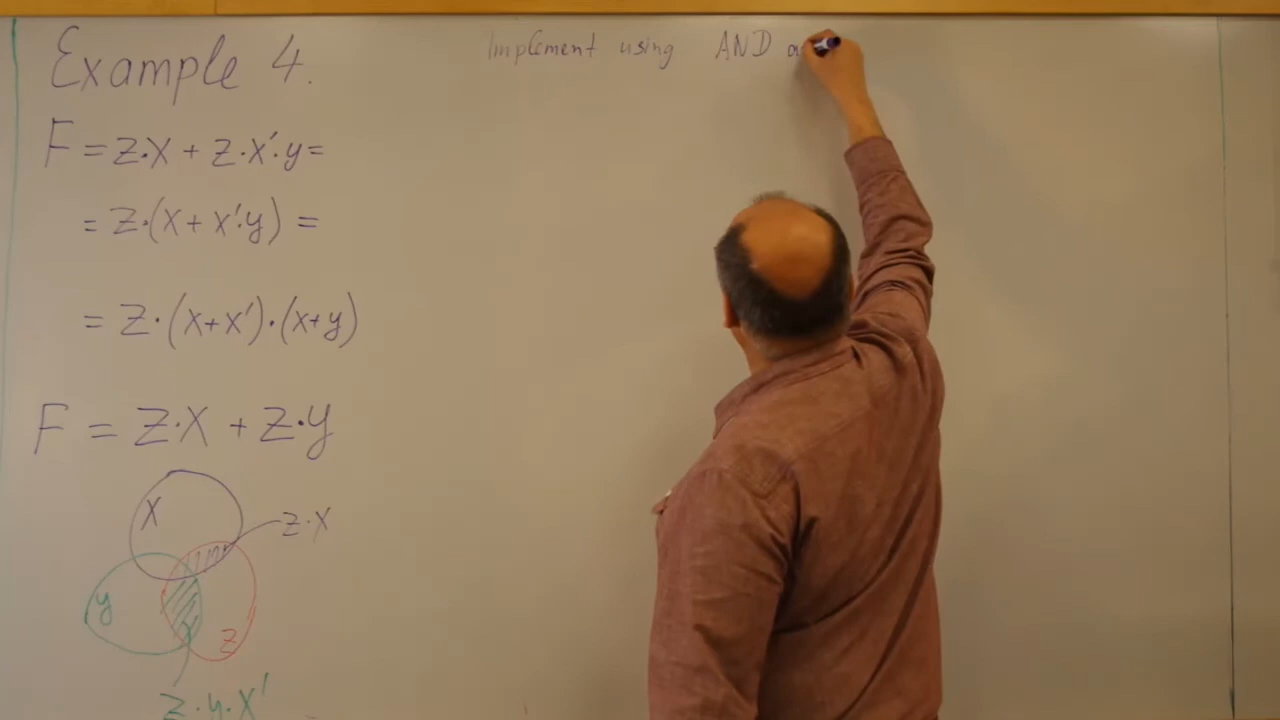 Example 4.
F = Z·X + Z·X'·y =
= Z·(X + X'·y) =
= Z·(X+X')·(X+y)
F = Z·X + Z·y
X
Z·X
y
Z
Z·y·X'
Implement using AND